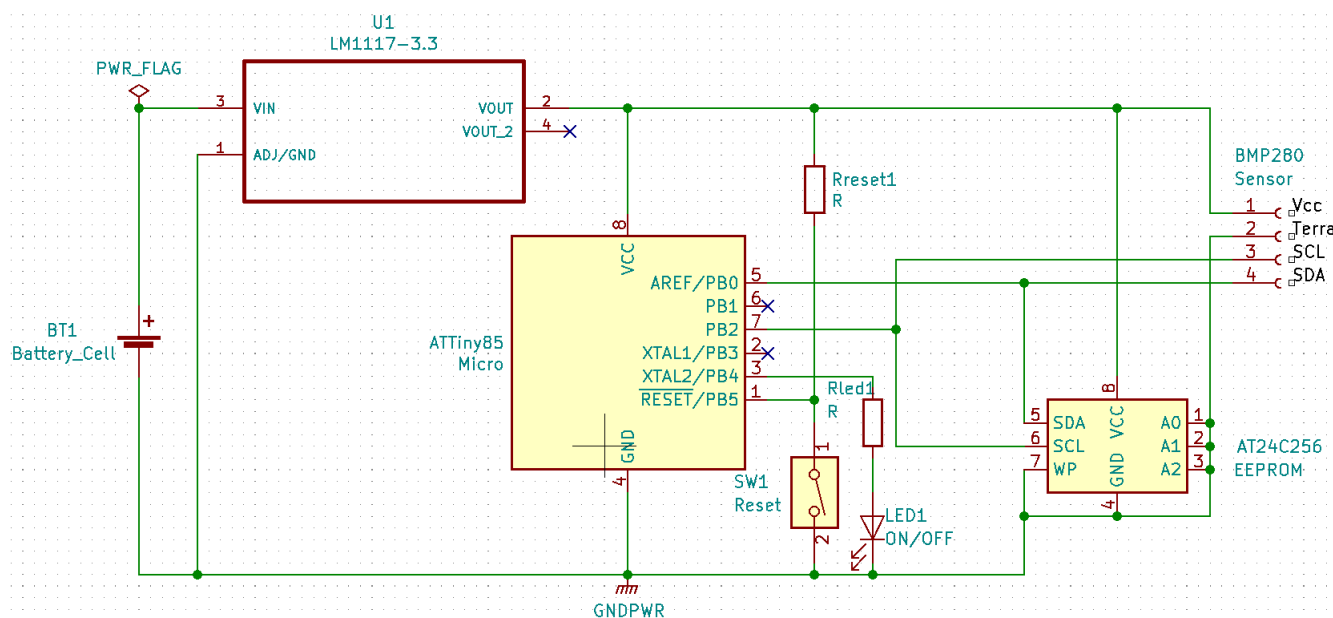 U1
LM1117-3.3
PWR_FLAG
3 VIN
VOUT 2
VOUT_2 4
1 ADJ/GND
BMP280
Sensor
1 Vcc
2 Terra
3 SCL
4 SDA
Rreset1
R
8
VCC
AREF/PB0 5
PB1 6
PB2 7
XTAL1/PB3 2
XTAL2/PB4 3
RESET/PB5 1
GND
4
ATTiny85
Micro
BT1
Battery_Cell
+
Rled1
R
SW1
Reset
1
2
LED1
ON/OFF
8
VCC
5 SDA
6 SCL
7 WP
A0 1
A1 2
A2 3
GND
4
AT24C256
EEPROM
GNDPWR